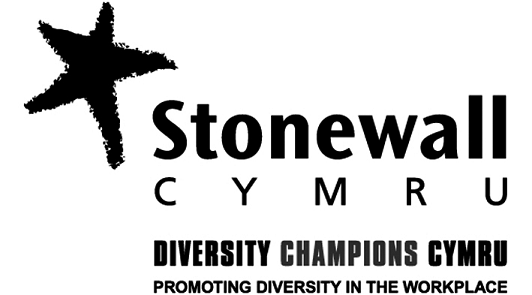 Stonewall
CYMRU
DIVERSITY CHAMPIONS CYMRU
PROMOTING DIVERSITY IN THE WORKPLACE